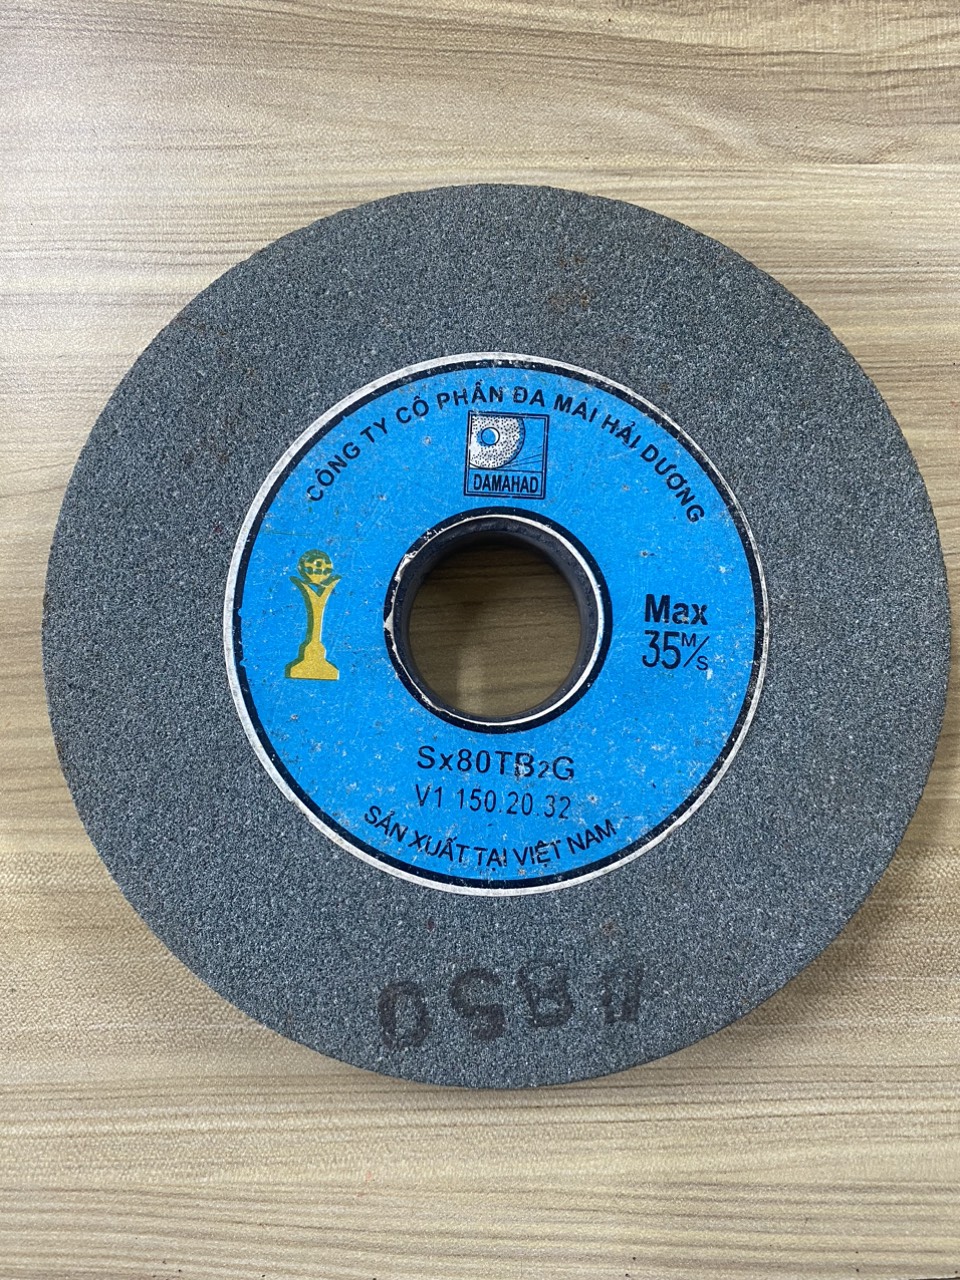 CÔNG TY CỔ PHẦN ĐÁ MÀI HẢI DƯƠNG
DAMAHAD
Max
35 M/S
Sx80TB2G
V1 150.20.32
SẢN XUẤT TẠI VIỆT NAM